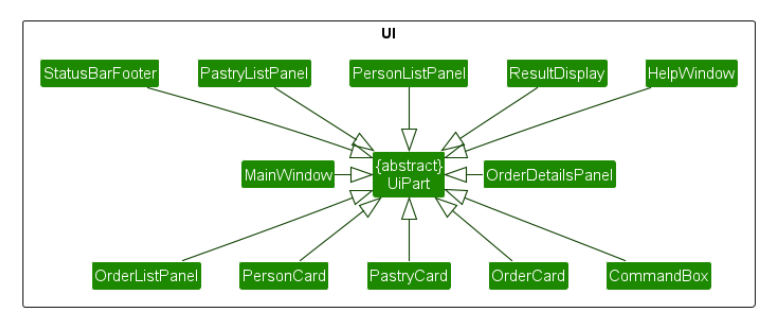 UI
StatusBarFooter
PastryListPanel
PersonListPanel
ResultDisplay
HelpWindow
MainWindow
{abstract}
UiPart
OrderDetailsPanel
OrderListPanel
PersonCard
PastryCard
OrderCard
CommandBox